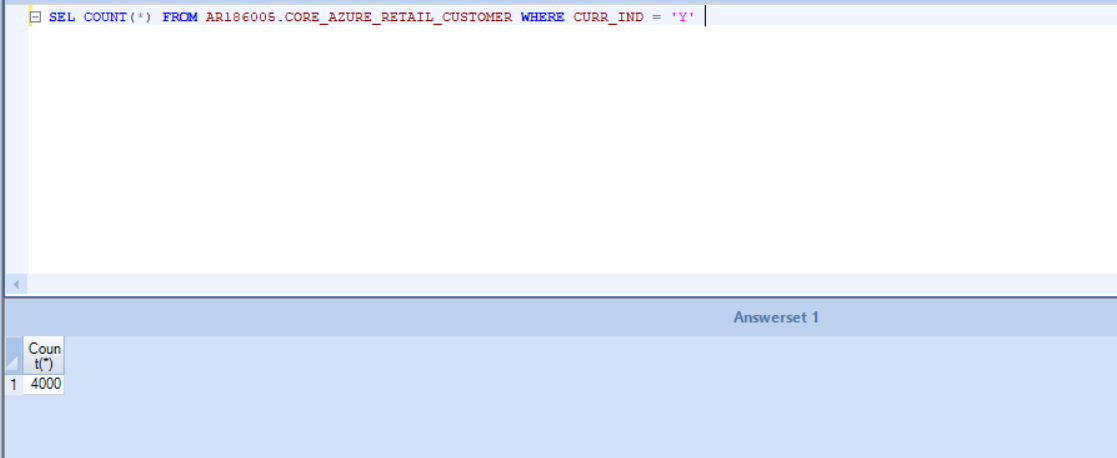 SEL COUNT(*) FROM AR186005.CORE_AZURE_RETAIL_CUSTOMER WHERE CURR_IND = 'Y'
Answerset 1
Coun
t(*)
1 4000